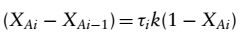 (X_{Ai} − X_{Ai−1}) = τ_i k(1 − X_{Ai})